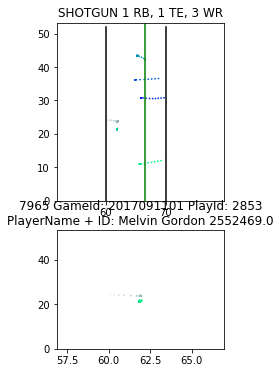 SHOTGUN 1 RB, 1 TE, 3 WR
50
40
30
20
10
0
60 70
7965 GameId: 2017091101 PlayId: 2853
PlayerName + ID: Melvin Gordon 2552469.0
40
20
0
57.5 60.0 62.5 65.0